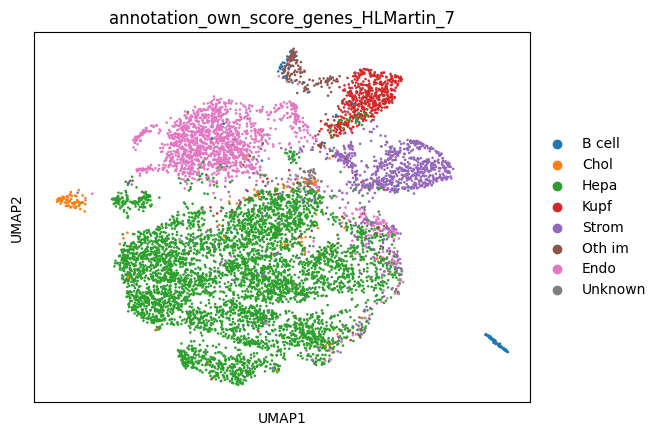 annotation_own_score_genes_HLMartin_7
UMAP2
UMAP1
B cell
Chol
Hepa
Kupf
Strom
Oth im
Endo
Unknown